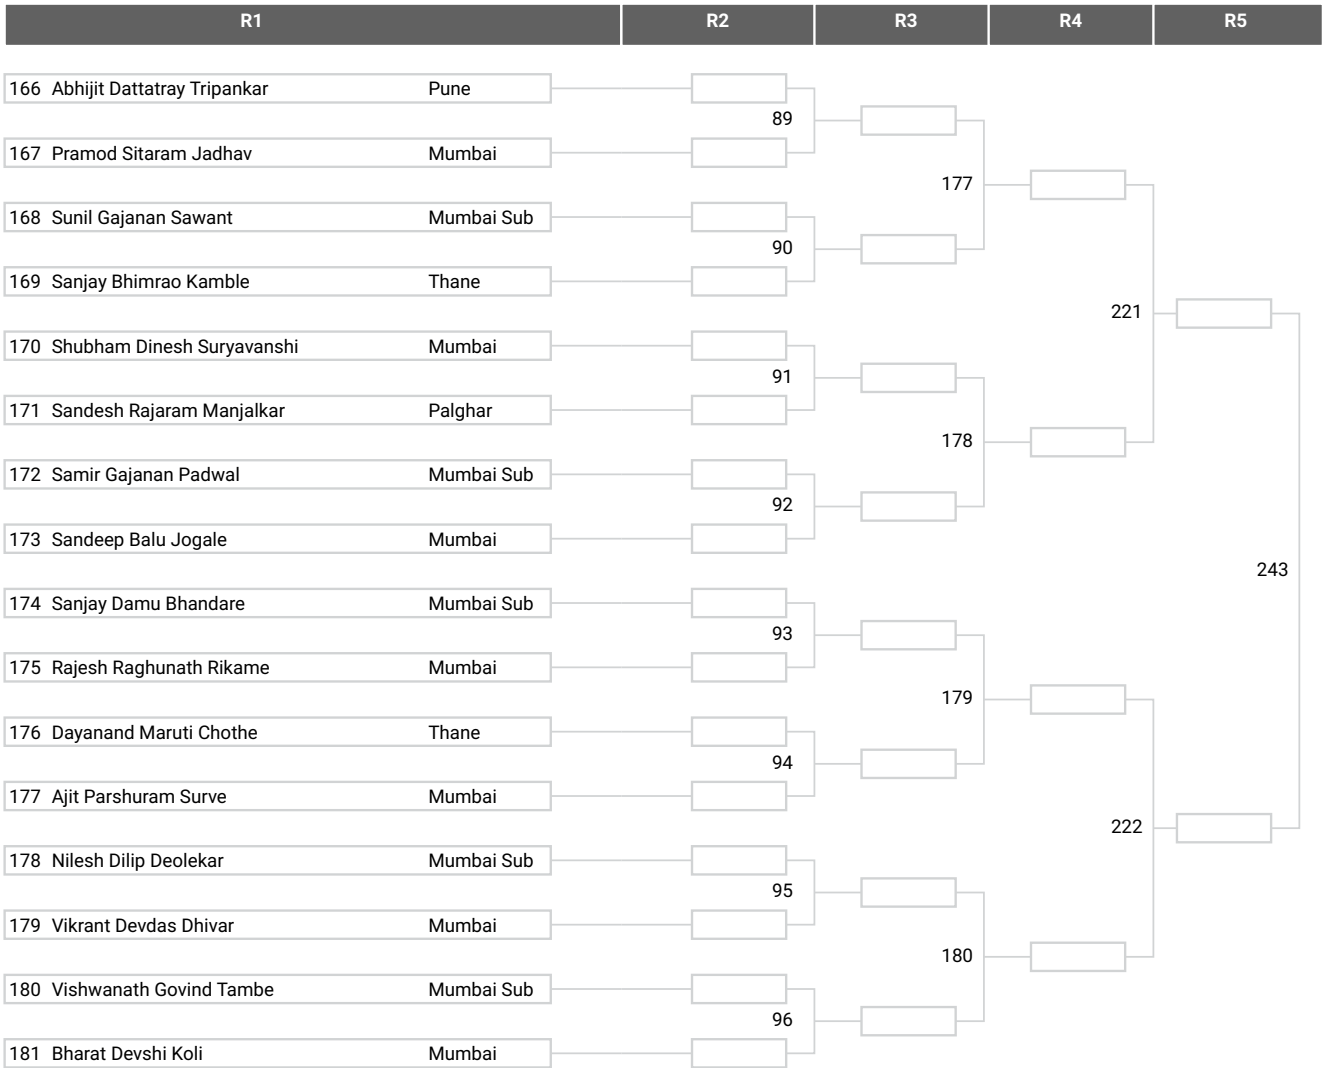 R1 R2 R3 R4 R5
166 Abhijit Dattatray Tripankar Pune
89
167 Pramod Sitaram Jadhav Mumbai
177
168 Sunil Gajanan Sawant Mumbai Sub
90
169 Sanjay Bhimrao Kamble Thane
221
170 Shubham Dinesh Suryavanshi Mumbai
91
171 Sandesh Rajaram Manjalkar Palghar
178
172 Samir Gajanan Padwal Mumbai Sub
92
173 Sandeep Balu Jogale Mumbai
243
174 Sanjay Damu Bhandare Mumbai Sub
93
175 Rajesh Raghunath Rikame Mumbai
179
176 Dayanand Maruti Chothe Thane
94
177 Ajit Parshuram Surve Mumbai
222
178 Nilesh Dilip Deolekar Mumbai Sub
95
179 Vikrant Devdas Dhivar Mumbai
180
180 Vishwanath Govind Tambe Mumbai Sub
96
181 Bharat Devshi Koli Mumbai